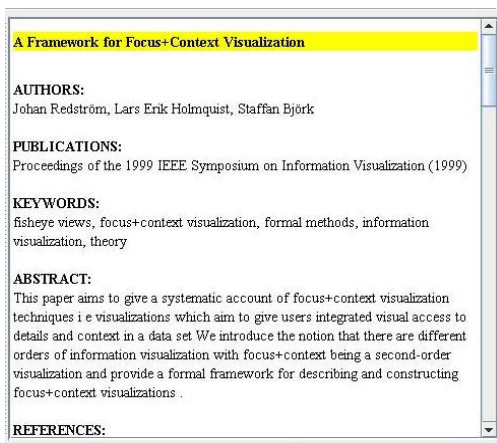 A Framework for Focus+Context Visualization
AUTHORS:
Johan Redström, Lars Erik Holmquist, Staffan Björk
PUBLICATIONS:
Proceedings of the 1999 IEEE Symposium on Information Visualization (1999)
KEYWORDS:
fisheye views, focus+context visualization, formal methods, information
visualization, theory
ABSTRACT:
This paper aims to give a systematic account of focus+context visualization
techniques i e visualizations which aim to give users integrated visual access to
details and context in a data set We introduce the notion that there are different
orders of information visualization with focus+context being a second-order
visualization and provide a formal framework for describing and constructing
focus+context visualizations .
REFERENCES: